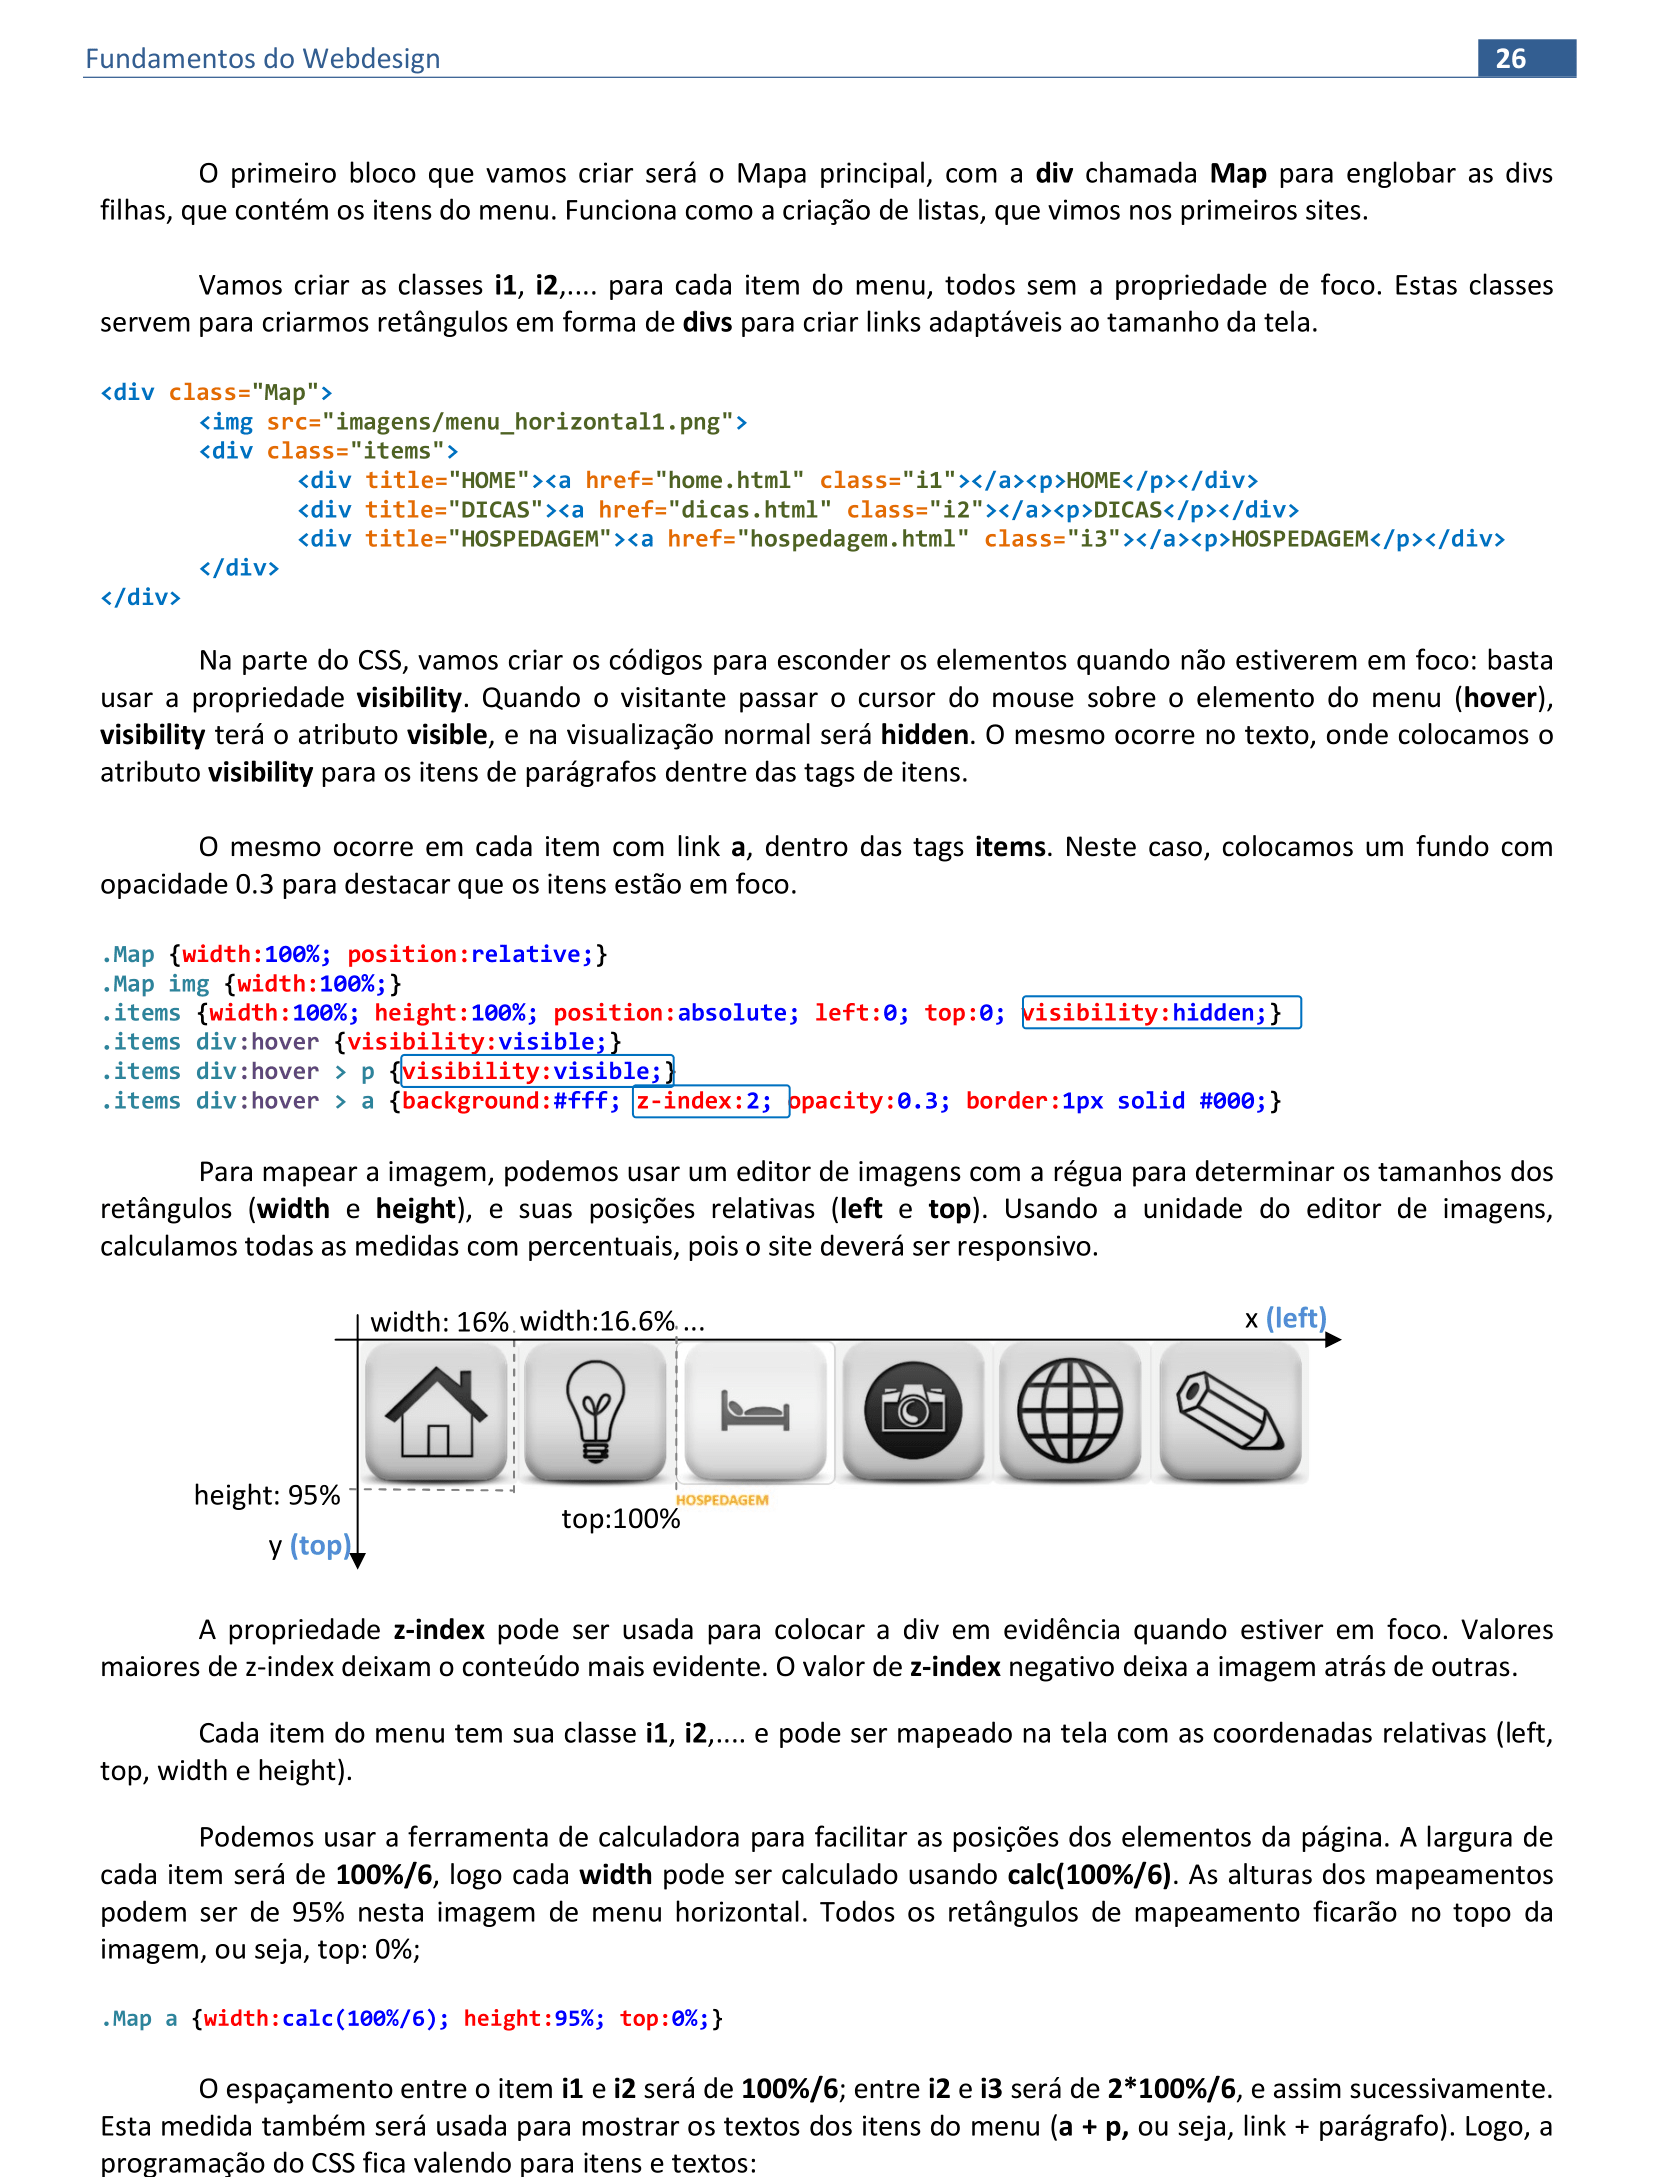 Fundamentos do Webdesign 26
O primeiro bloco que vamos criar será o Mapa principal, com a div chamada Map para englobar as divs
filhas, que contém os itens do menu. Funciona como a criação de listas, que vimos nos primeiros sites.
Vamos criar as classes i1, i2,.... para cada item do menu, todos sem a propriedade de foco. Estas classes
servem para criarmos retângulos em forma de divs para criar links adaptáveis ao tamanho da tela.
<div class="Map">
<img src="imagens/menu_horizontal1.png">
<div class="items">
<div title="HOME"><a href="home.html" class="i1"></a><p>HOME</p></div>
<div title="DICAS"><a href="dicas.html" class="i2"></a><p>DICAS</p></div>
<div title="HOSPEDAGEM"><a href="hospedagem.html" class="i3"></a><p>HOSPEDAGEM</p></div>
</div>
</div>
Na parte do CSS, vamos criar os códigos para esconder os elementos quando não estiverem em foco: basta
usar a propriedade visibility. Quando o visitante passar o cursor do mouse sobre o elemento do menu (hover),
visibility terá o atributo visible, e na visualização normal será hidden. O mesmo ocorre no texto, onde colocamos o
atributo visibility para os itens de parágrafos dentre das tags de itens.
O mesmo ocorre em cada item com link a, dentro das tags items. Neste caso, colocamos um fundo com
opacidade 0.3 para destacar que os itens estão em foco.
.Map {width:100%; position:relative;}
.Map img {width:100%;}
.items {width:100%; height:100%; position:absolute; left:0; top:0; visibility:hidden;}
.items div:hover {visibility:visible;}
.items div:hover > p {visibility:visible;}
.items div:hover > a {background:#fff; z-index:2; opacity:0.3; border:1px solid #000;}
Para mapear a imagem, podemos usar um editor de imagens com a régua para determinar os tamanhos dos
retângulos (width e height), e suas posições relativas (left e top). Usando a unidade do editor de imagens,
calculamos todas as medidas com percentuais, pois o site deverá ser responsivo.
width: 16% width:16.6% ... x (left)
height: 95%
HOSPEDAGEM
top:100%
y (top)
A propriedade z-index pode ser usada para colocar a div em evidência quando estiver em foco. Valores
maiores de z-index deixam o conteúdo mais evidente. O valor de z-index negativo deixa a imagem atrás de outras.
Cada item do menu tem sua classe i1, i2,.... e pode ser mapeado na tela com as coordenadas relativas (left,
top, width e height).
Podemos usar a ferramenta de calculadora para facilitar as posições dos elementos da página. A largura de
cada item será de 100%/6, logo cada width pode ser calculado usando calc(100%/6). As alturas dos mapeamentos
podem ser de 95% nesta imagem de menu horizontal. Todos os retângulos de mapeamento ficarão no topo da
imagem, ou seja, top: 0%;
.Map a {width:calc(100%/6); height:95%; top:0%;}
O espaçamento entre o item i1 e i2 será de 100%/6; entre i2 e i3 será de 2*100%/6, e assim sucessivamente.
Esta medida também será usada para mostrar os textos dos itens do menu (a + p, ou seja, link + parágrafo). Logo, a
programação do CSS fica valendo para itens e textos: